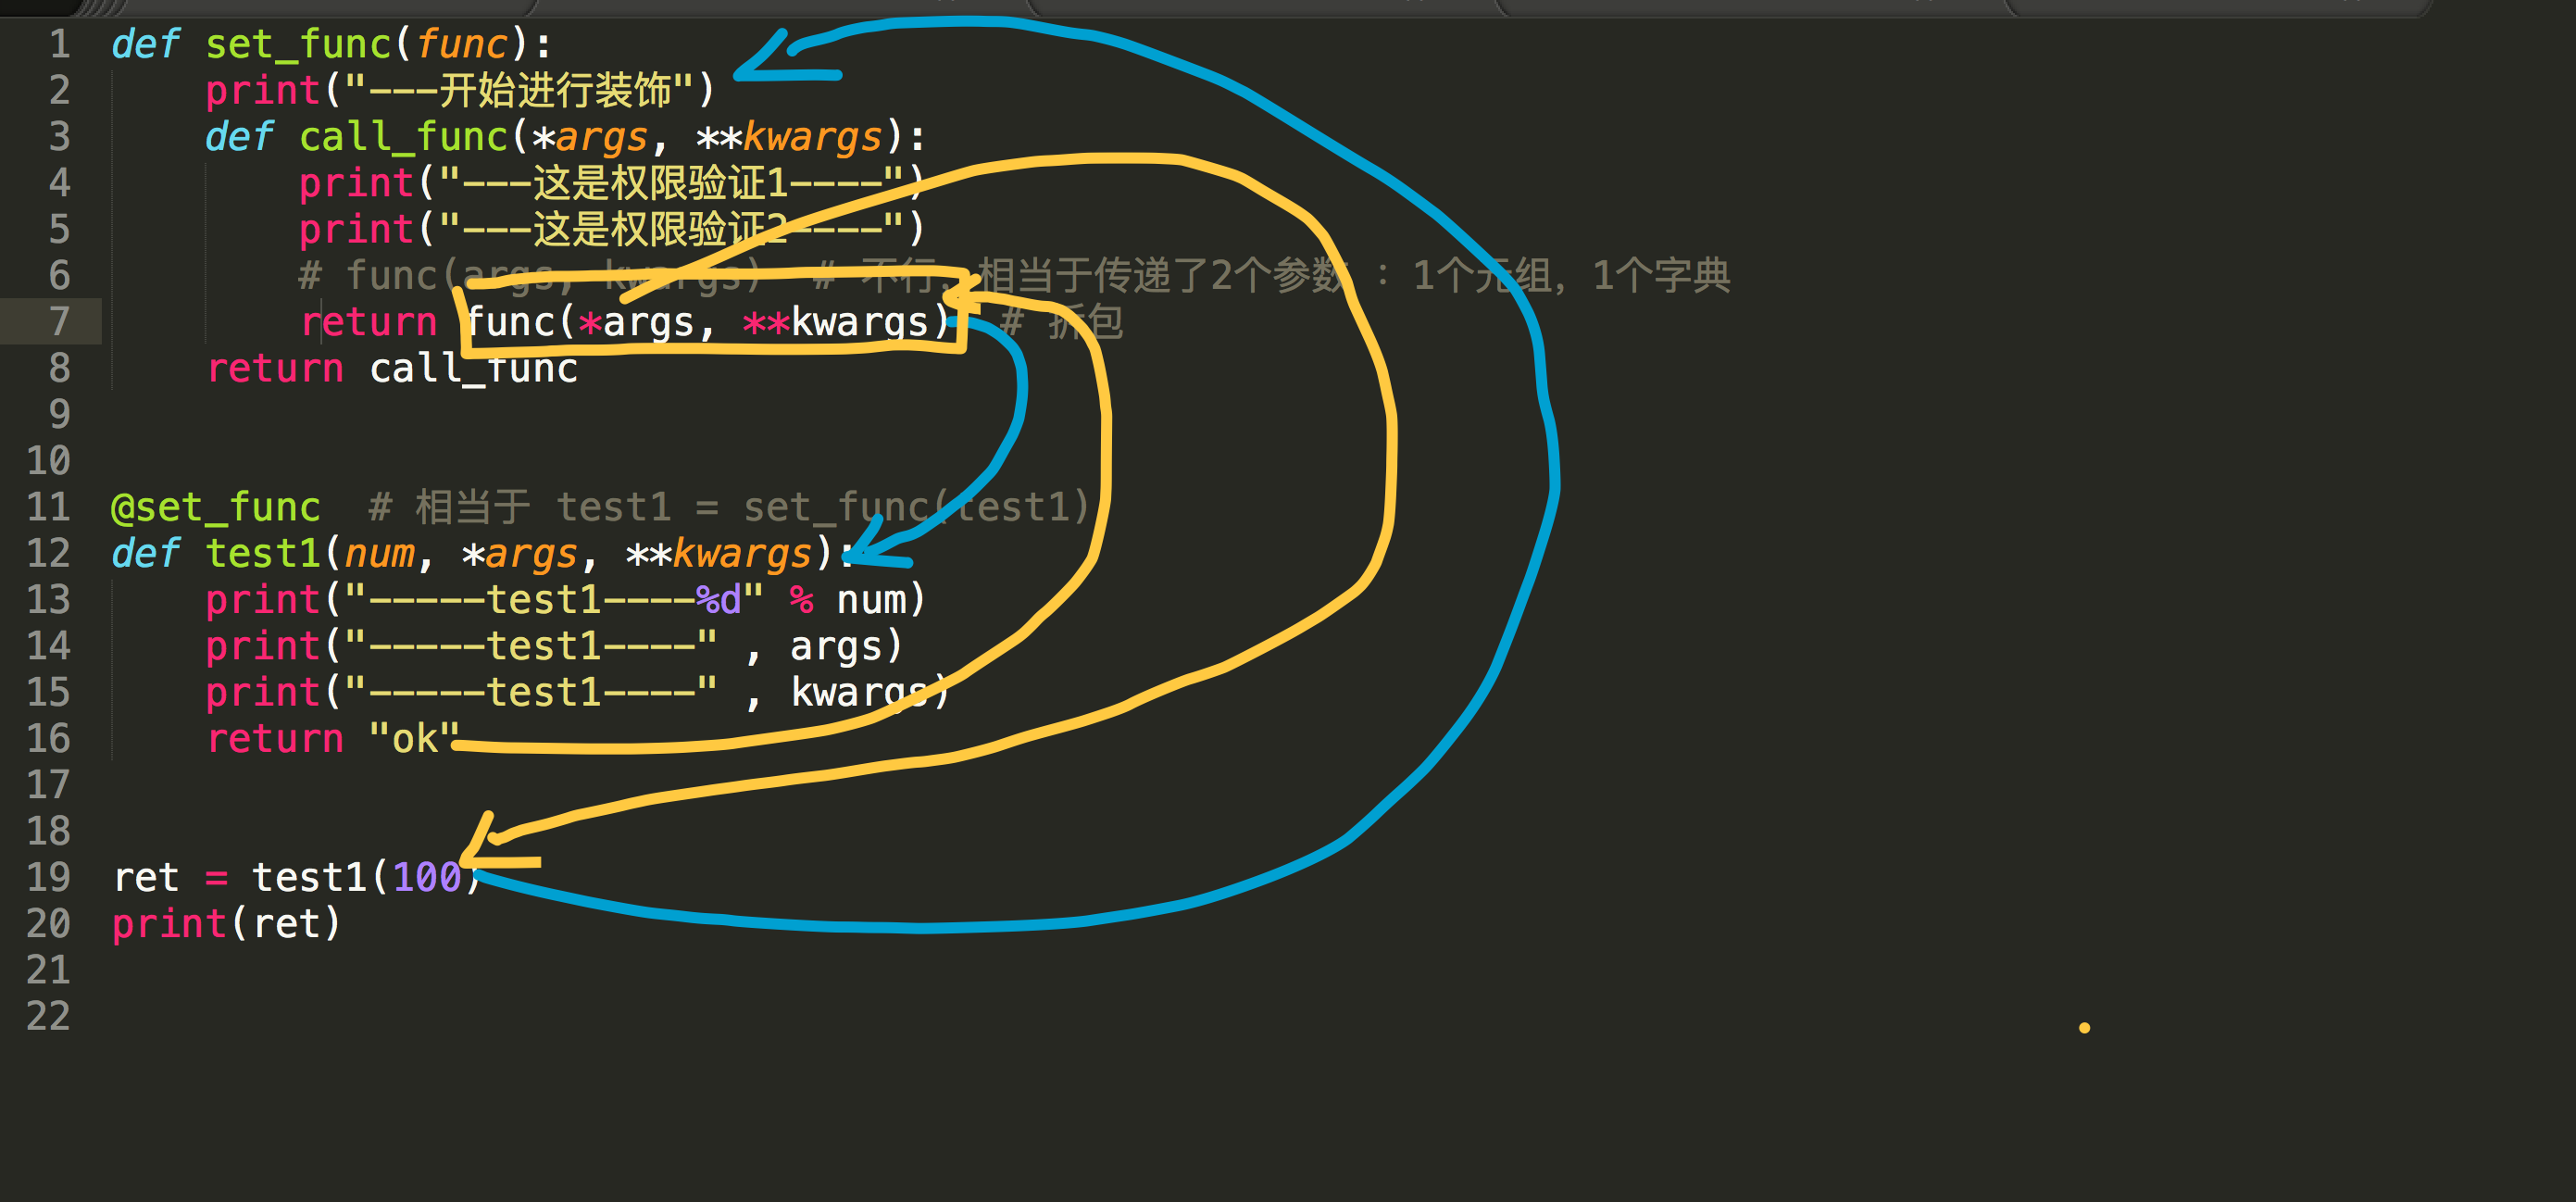 1 def set_func(func):
2     print("---开始进行装饰")
3     def call_func(*args, **kwargs):
4         print("---这是权限验证1----")
5         print("---这是权限验证2----")
6         # func(args, kwargs)  # 不行，相当于传递了2个参数 ：1个元组，1个字典
7         return func(*args, **kwargs)  # 拆包
8     return call_func
9
10
11 @set_func  # 相当于 test1 = set_func(test1)
12 def test1(num, *args, **kwargs):
13     print("-----test1----%d" % num)
14     print("-----test1----" , args)
15     print("-----test1----" , kwargs)
16     return "ok"
17
18
19 ret = test1(100)
20 print(ret)
21
22